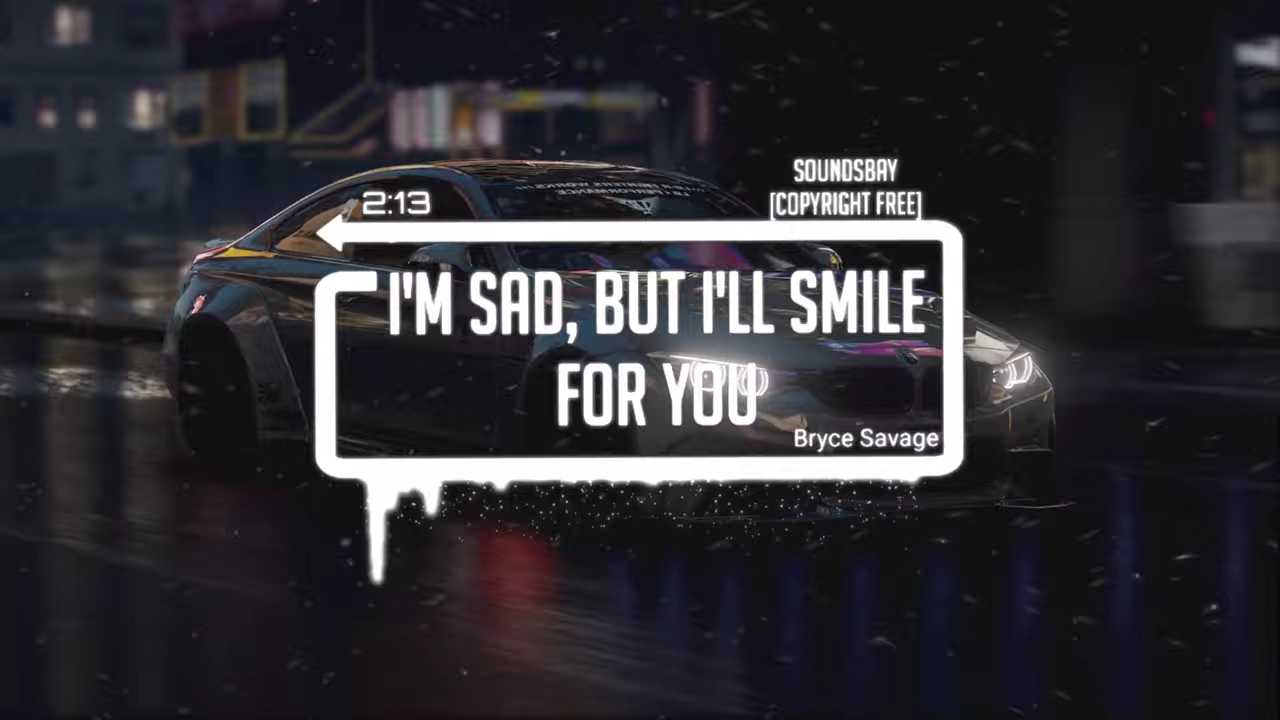 SOUNDSBAY
2:13
[COPYRIGHT FREE]
I'M SAD, BUT I'LL SMILE
FOR YOU
Bryce Savage